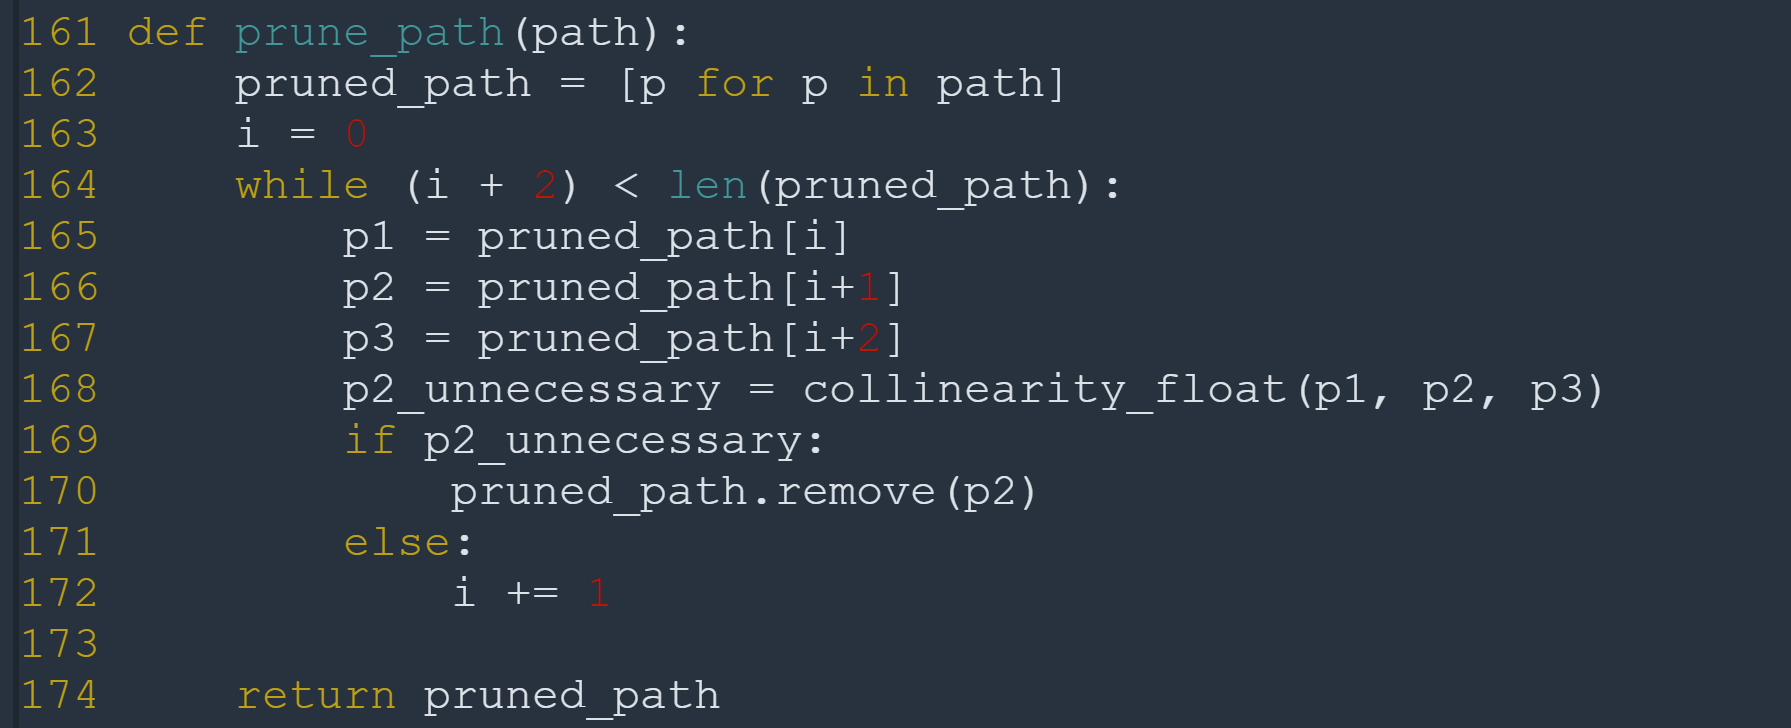 161 def prune_path(path):
162     pruned_path = [p for p in path]
163     i = 0
164     while (i + 2) < len(pruned_path):
165         p1 = pruned_path[i]
166         p2 = pruned_path[i+1]
167         p3 = pruned_path[i+2]
168         p2_unnecessary = collinearity_float(p1, p2, p3)
169         if p2_unnecessary:
170             pruned_path.remove(p2)
171         else:
172             i += 1
173
174     return pruned_path